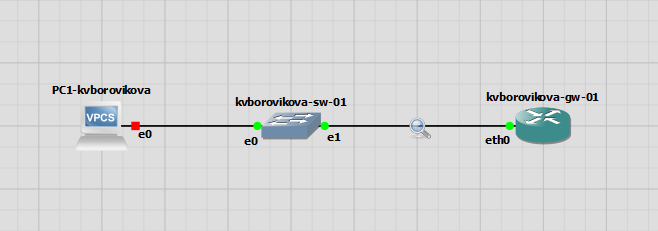 PC1-kvborovikova
VPCS
e0
kvborovikova-sw-01
e0
e1
kvborovikova-gw-01
eth0